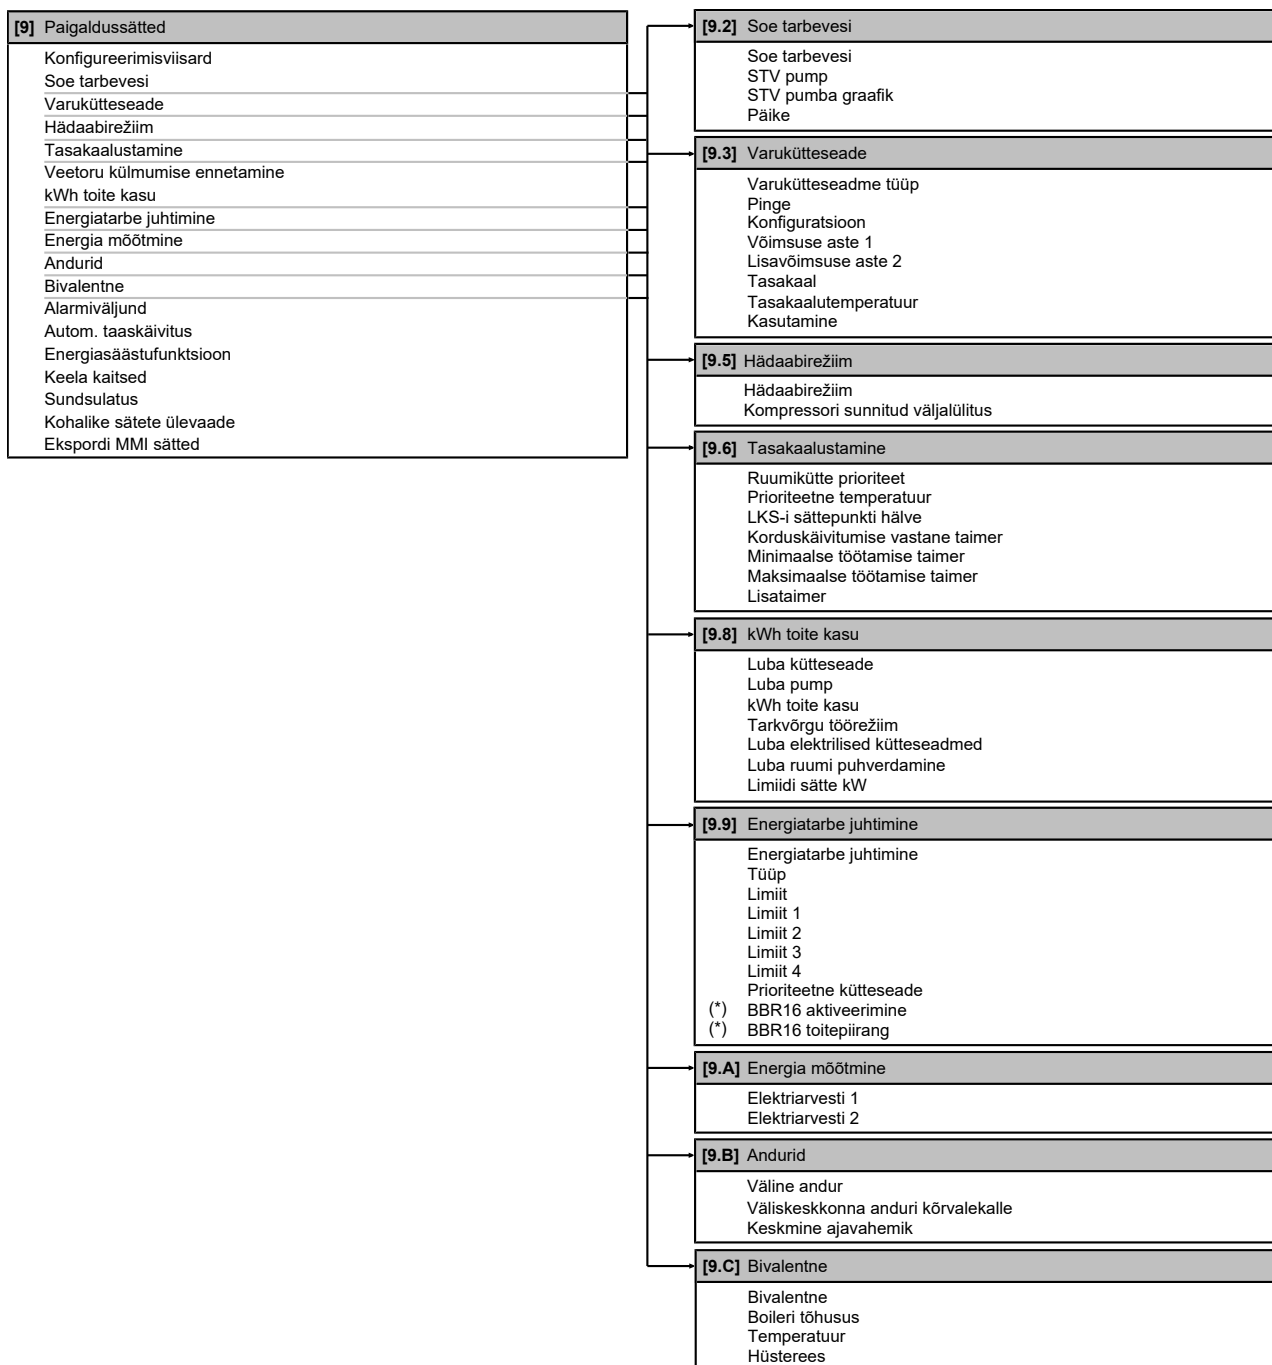 [9] Paigaldussätted
Konfigureerimisviisard
Soe tarbevesi
Varukütteseade
Hädaabirežiim
Tasakaalustamine
Veetoru külmumise ennetamine
kWh toite kasu
Energiatarbe juhtimine
Energia mõõtmine
Andurid
Bivalentne
Alarmiväljund
Autom. taaskäivitus
Energiasäästufunktsioon
Keela kaitsed
Sundsulatus
Kohalike sätete ülevaade
Ekspordi MMI sätted
[9.2] Soe tarbevesi
Soe tarbevesi
STV pump
STV pumba graafik
Päike
[9.3] Varukütteseade
Varukütteseadme tüüp
Pinge
Konfiguratsioon
Võimsuse aste 1
Lisavõimsuse aste 2
Tasakaal
Tasakaalutemperatuur
Kasutamine
[9.5] Hädaabirežiim
Hädaabirežiim
Kompressori sunnitud väljalülitus
[9.6] Tasakaalustamine
Ruumikütte prioriteet
Prioriteetne temperatuur
LKS-i sättepunkti hälve
Korduskäivitumise vastane taimer
Minimaalse töötamise taimer
Maksimaalse töötamise taimer
Lisataimer
[9.8] kWh toite kasu
Luba kütteseade
Luba pump
kWh toite kasu
Tarkvõrgu töörežiim
Luba elektrilised kütteseadmed
Luba ruumi puhverdamine
Limiidi sätte kW
[9.9] Energiatarbe juhtimine
Energiatarbe juhtimine
Tüüp
Limiit
Limiit 1
Limiit 2
Limiit 3
Limiit 4
Prioriteetne kütteseade
(*) BBR16 aktiveerimine
(*) BBR16 toitepiirang
[9.A] Energia mõõtmine
Elektriarvesti 1
Elektriarvesti 2
[9.B] Andurid
Väline andur
Väliskeskkonna anduri kõrvalekalle
Keskmine ajavahemik
[9.C] Bivalentne
Bivalentne
Boileri tõhusus
Temperatuur
Hüsterees